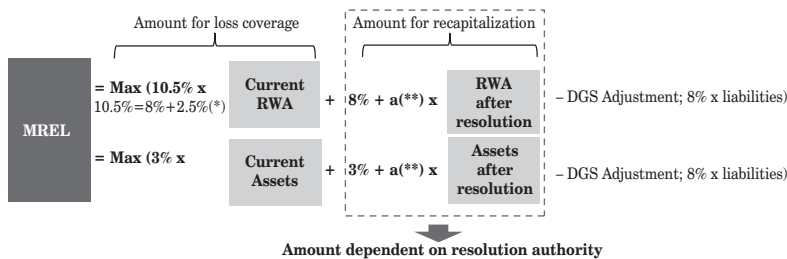 Amount for loss coverage
Amount for recapitalization
MREL
= Max (10.5% x
10.5%=8%+2.5%(*)
Current
RWA
+ 8% + a(**) x
RWA
after
resolution
– DGS Adjustment; 8% x liabilities)
= Max (3% x
Current
Assets
+ 3% + a(**) x
Assets
after
resolution
– DGS Adjustment; 8% x liabilities)
Amount dependent on resolution authority